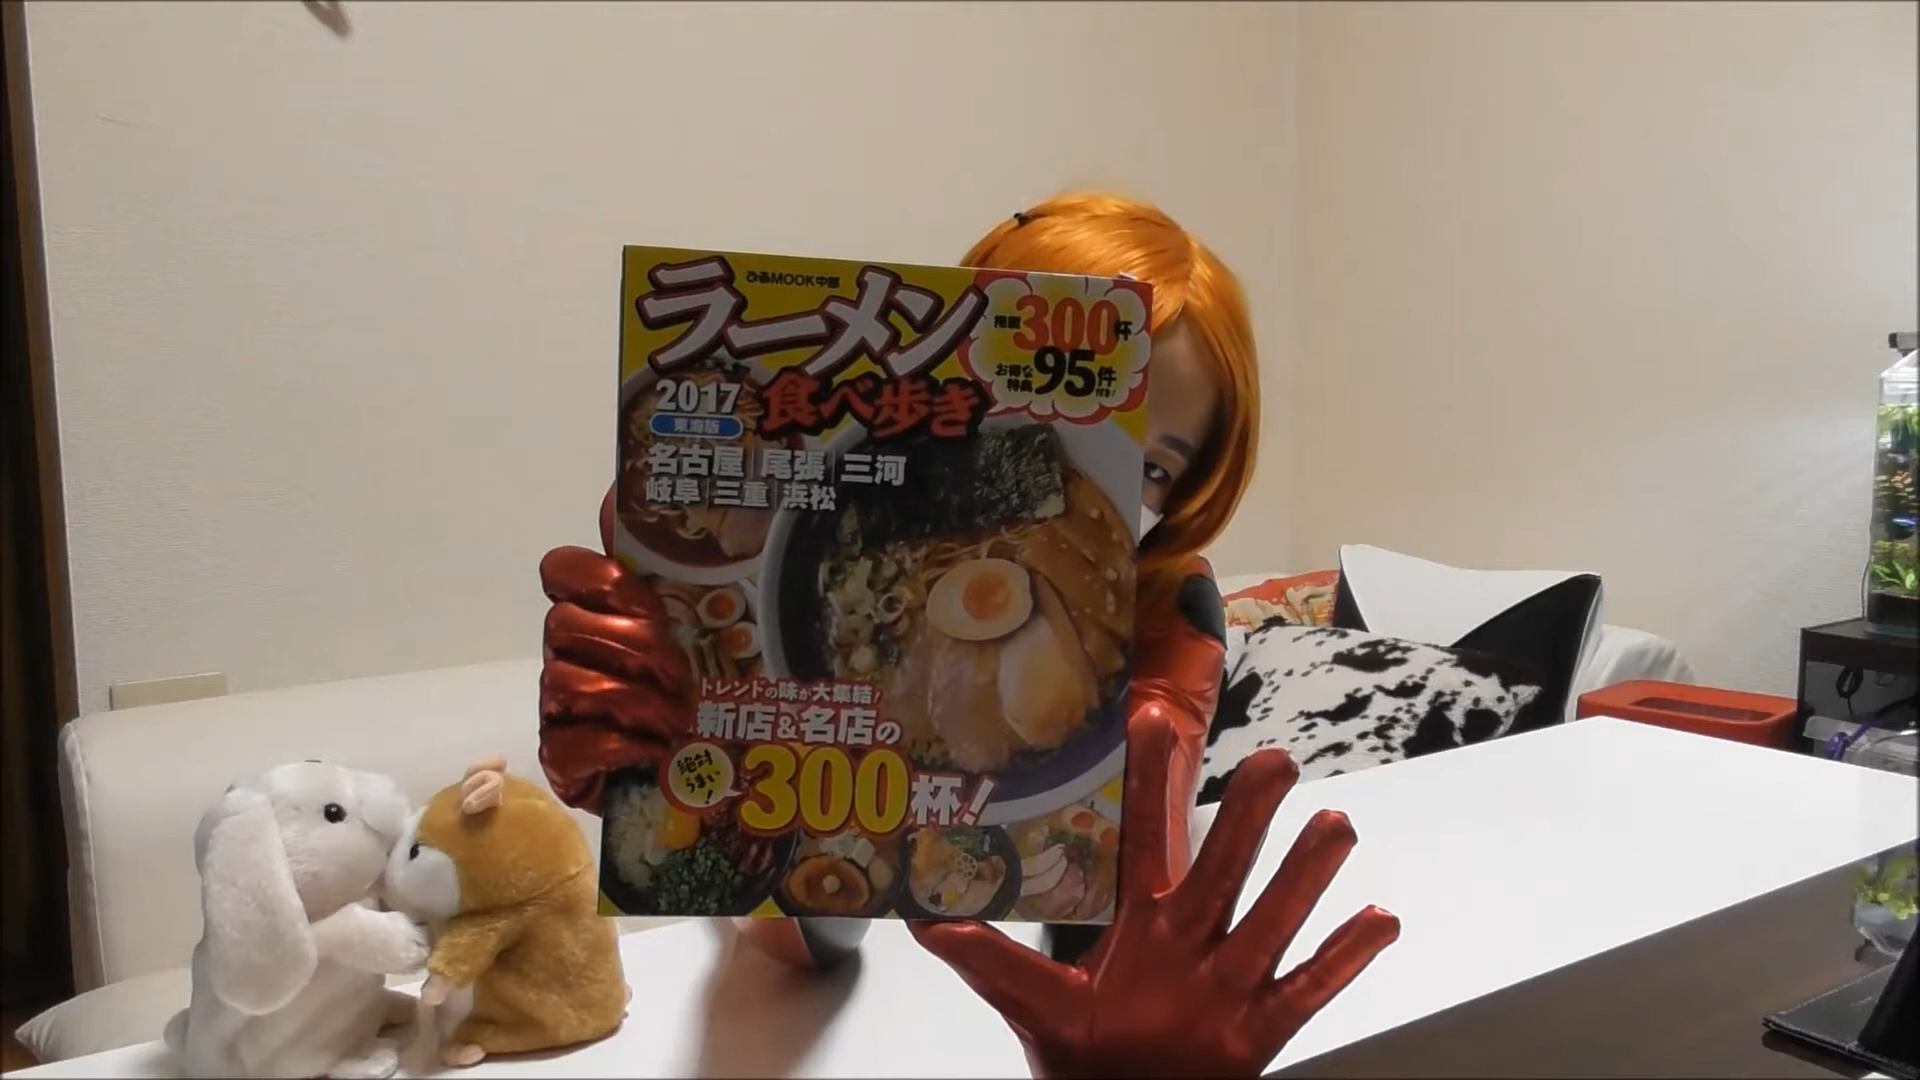 ぴあMOOK中部
ラーメン
食べ歩き
2017
東海版
名古屋|尾張|三河
岐阜|三重|浜松
掲載300杯
お得な特典95件付き!
トレンドの味が大集結!
新店&名店の
絶対うまい!
300杯!